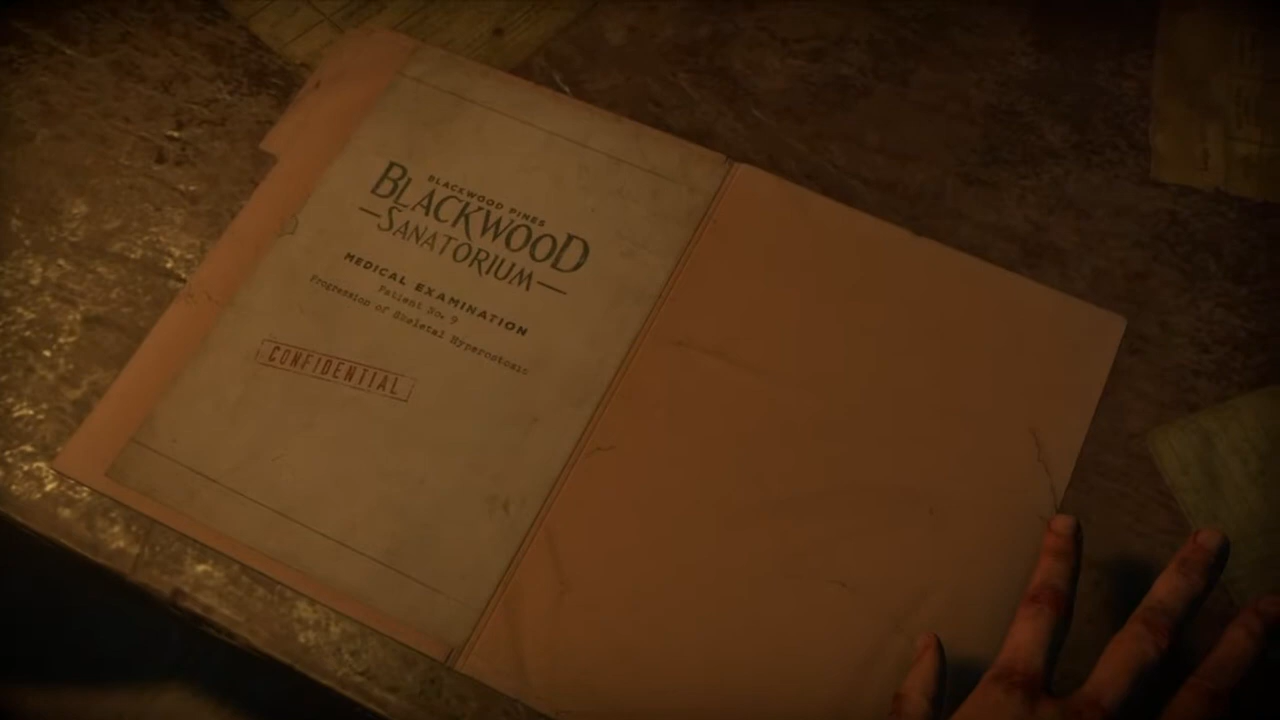 BLACKWOOD PINES
BLACKWOOD
SANATORIUM
MEDICAL EXAMINATION
Patient No. 9
Progression of Skeletal Hyperostosis
CONFIDENTIAL